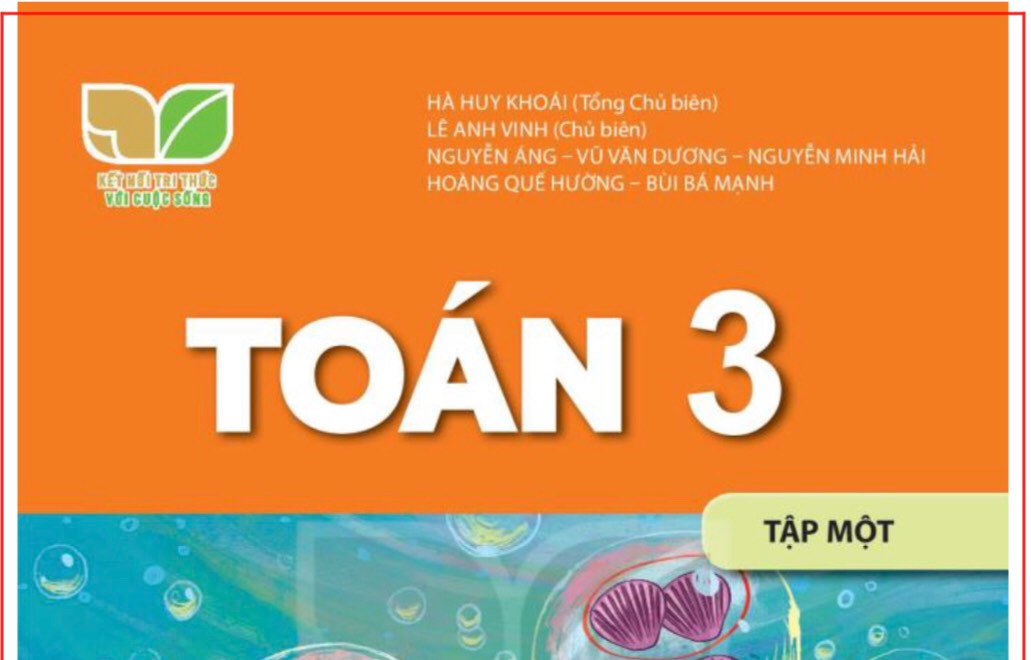 KẾT NỐI TRI THỨC
VỚI CUỘC SỐNG
HÀ HUY KHOÁI (Tổng Chủ biên)
LÊ ANH VINH (Chủ biên)
NGUYỄN ÁNG – VŨ VĂN DƯƠNG – NGUYỄN MINH HẢI
HOÀNG QUẾ HƯỜNG – BÙI BÁ MẠNH
TOÁN 3
TẬP MỘT